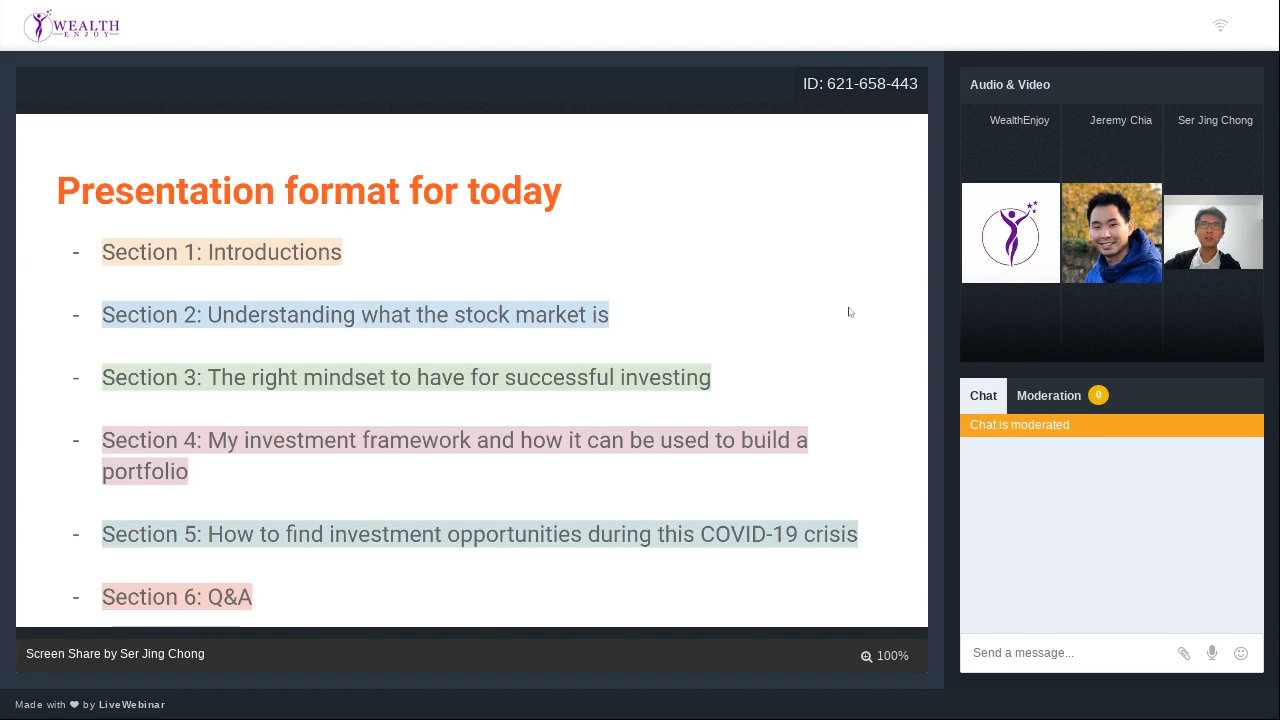 WEALTH
ENJOY
ID: 621-658-443
Presentation format for today
- Section 1: Introductions
- Section 2: Understanding what the stock market is
- Section 3: The right mindset to have for successful investing
- Section 4: My investment framework and how it can be used to build a
portfolio
- Section 5: How to find investment opportunities during this COVID-19 crisis
- Section 6: Q&A
Screen Share by Ser Jing Chong
100%
Audio & Video
WealthEnjoy
Jeremy Chia
Ser Jing Chong
Chat
Moderation
0
Chat is moderated
Send a message...
Made with ❤ by LiveWebinar